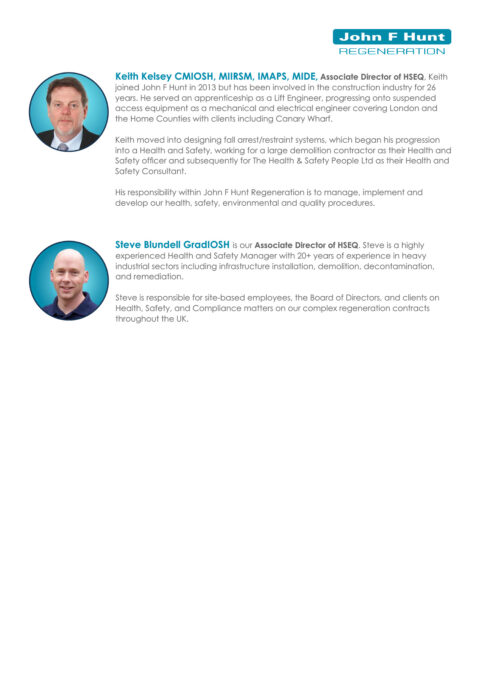 John F Hunt
REGENERATION
Keith Kelsey CMIOSH, MIIRSM, IMAPS, MIDE, Associate Director of HSEQ, Keith
joined John F Hunt in 2013 but has been involved in the construction industry for 26
years. He served an apprenticeship as a Lift Engineer, progressing onto suspended
access equipment as a mechanical and electrical engineer covering London and
the Home Counties with clients including Canary Wharf.
Keith moved into designing fall arrest/restraint systems, which began his progression
into a Health and Safety, working for a large demolition contractor as their Health and
Safety officer and subsequently for The Health & Safety People Ltd as their Health and
Safety Consultant.
His responsibility within John F Hunt Regeneration is to manage, implement and
develop our health, safety, environmental and quality procedures.
Steve Blundell GradIOSH is our Associate Director of HSEQ. Steve is a highly
experienced Health and Safety Manager with 20+ years of experience in heavy
industrial sectors including infrastructure installation, demolition, decontamination,
and remediation.
Steve is responsible for site-based employees, the Board of Directors, and clients on
Health, Safety, and Compliance matters on our complex regeneration contracts
throughout the UK.